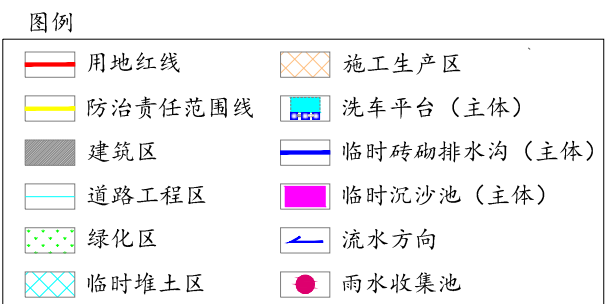 图例
用地红线
施工生产区
防治责任范围线
洗车平台（主体）
建筑区
临时砖砌排水沟（主体）
道路工程区
临时沉沙池（主体）
绿化区
流水方向
临时堆土区
雨水收集池